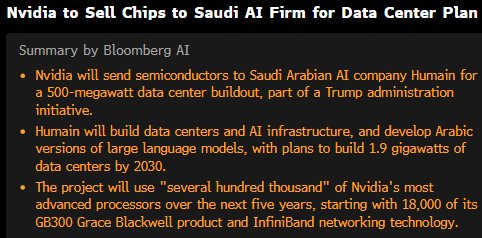 Nvidia to Sell Chips to Saudi AI Firm for Data Center Plan
Summary by Bloomberg AI
• Nvidia will send semiconductors to Saudi Arabian AI company Humain for
a 500-megawatt data center buildout, part of a Trump administration
initiative.
• Humain will build data centers and AI infrastructure, and develop Arabic
versions of large language models, with plans to build 1.9 gigawatts of
data centers by 2030.
• The project will use "several hundred thousand" of Nvidia's most
advanced processors over the next five years, starting with 18,000 of its
GB300 Grace Blackwell product and InfiniBand networking technology.